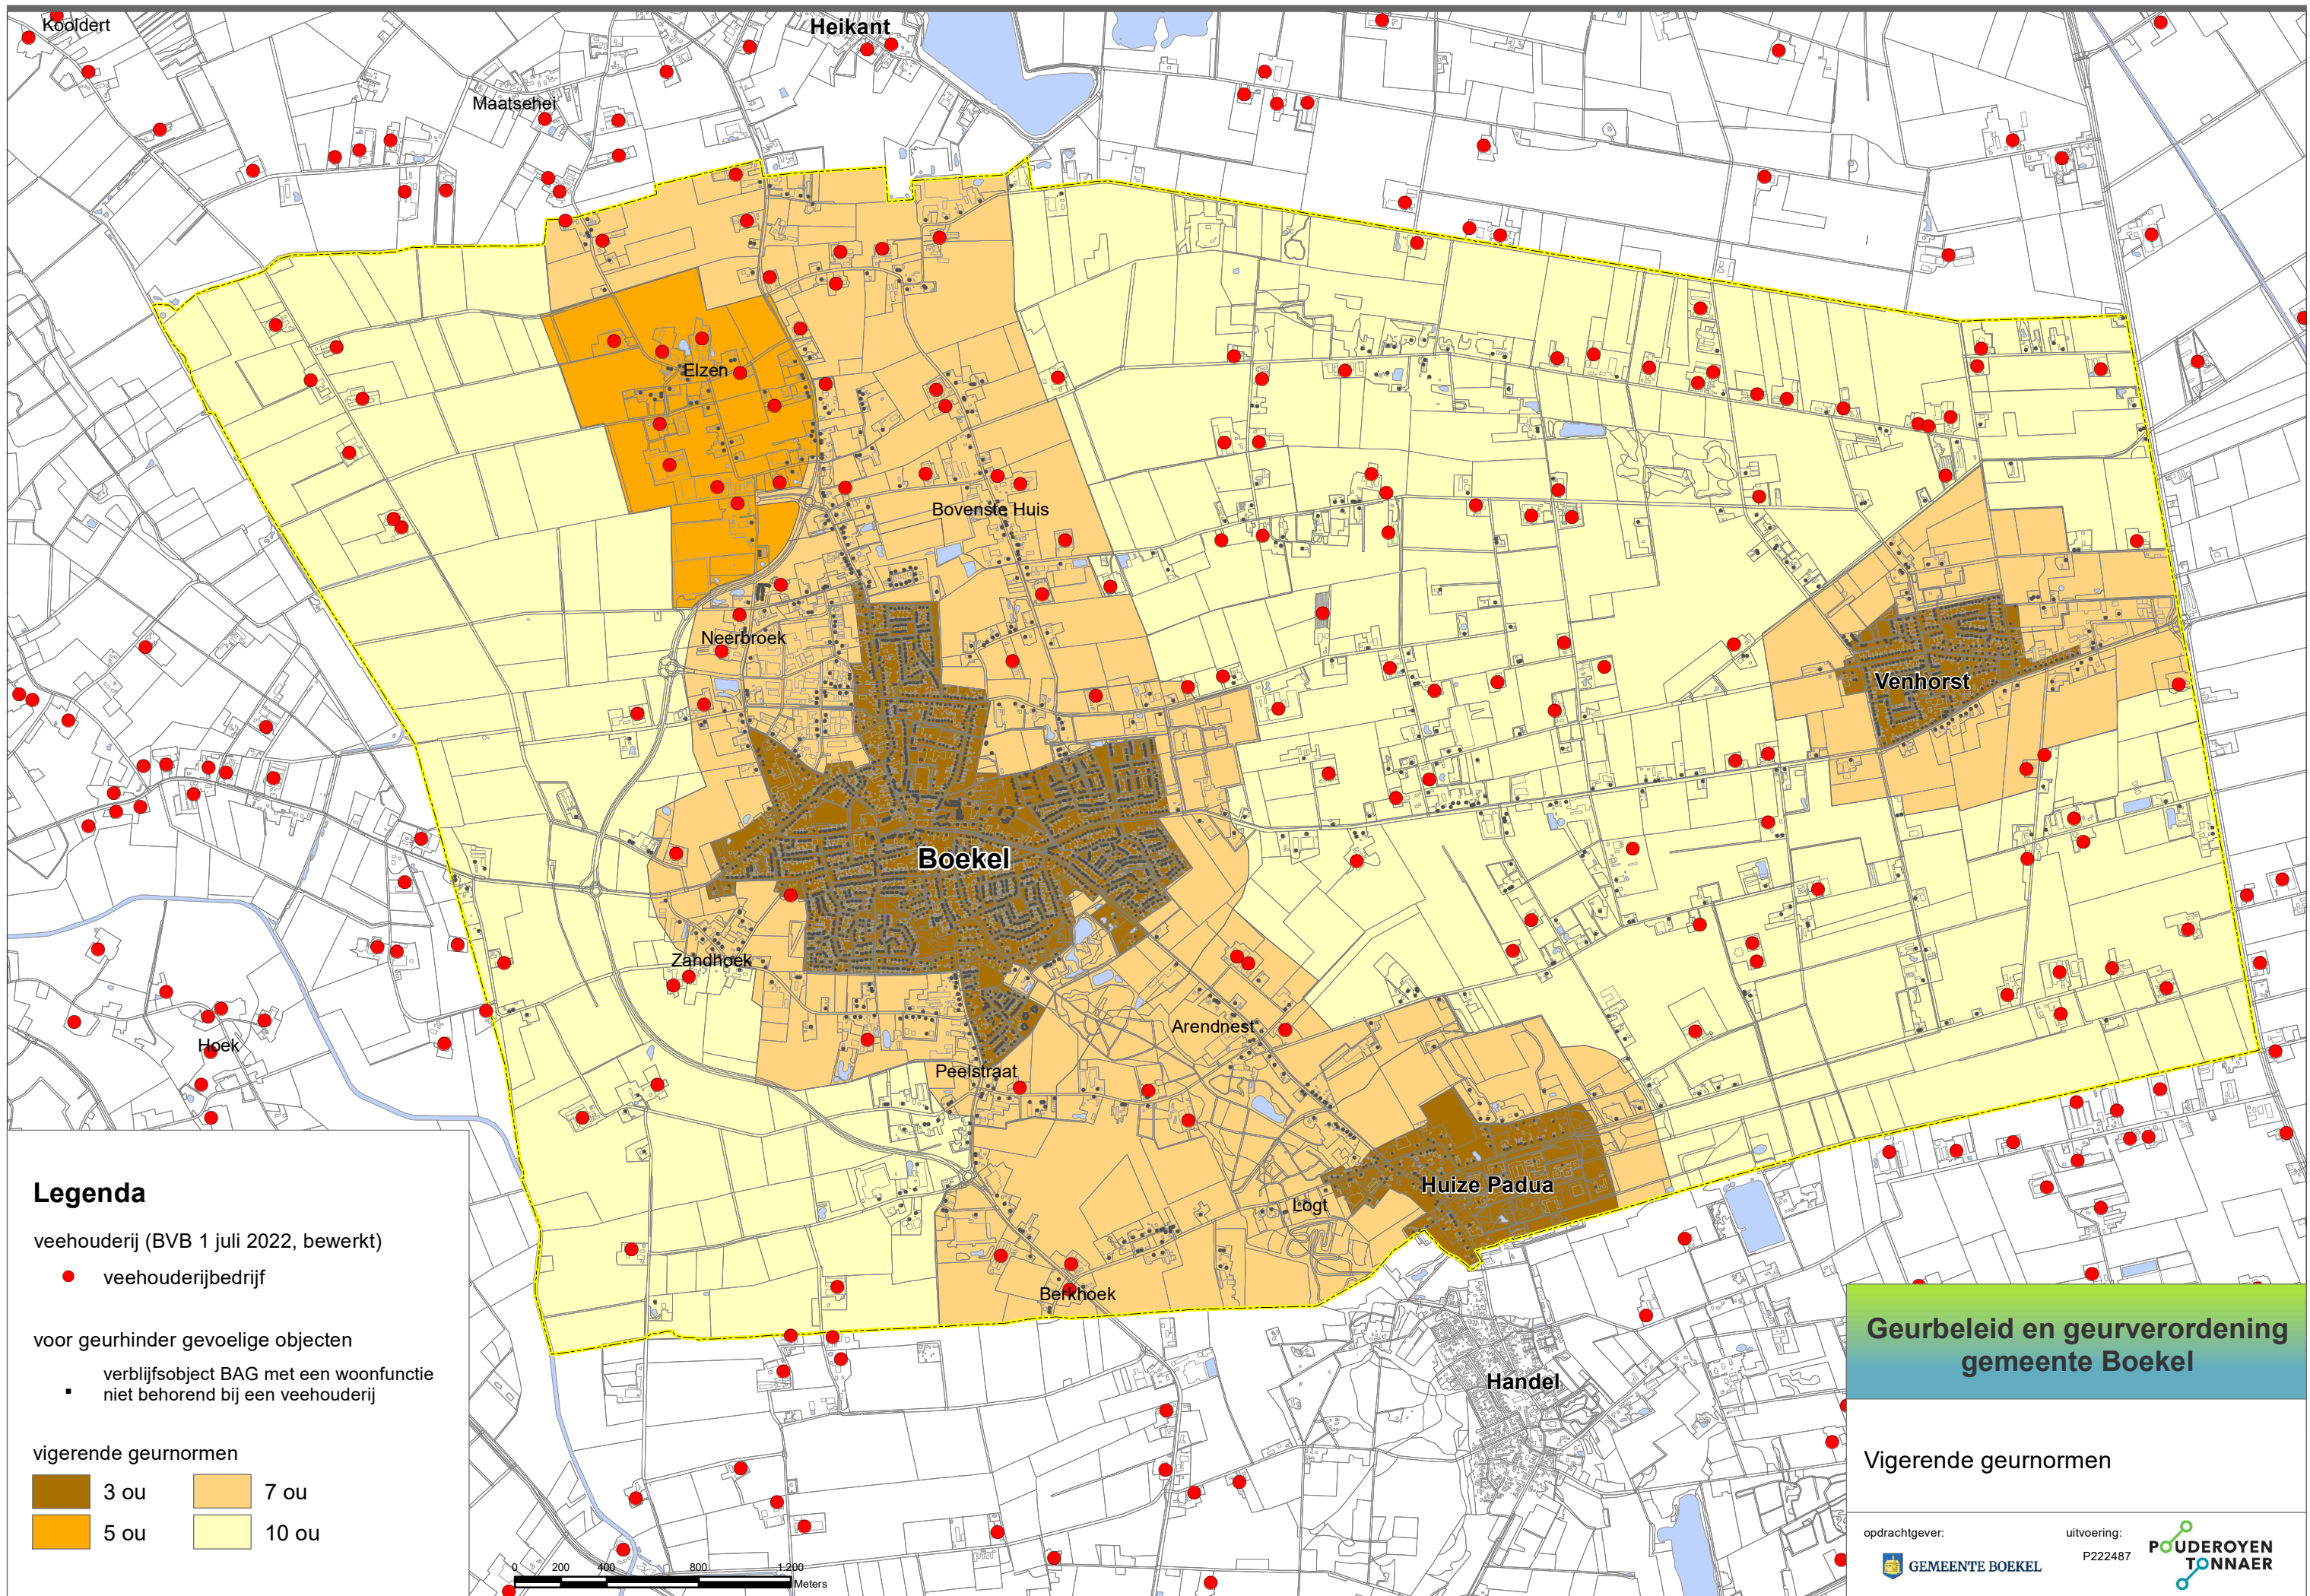 Kooldert
Heikant
Maatsehei
Elzen
Bovenste Huis
Neerbroek
Venhorst
Boekel
Zandhoek
Arendnest
Hoek
Peelstraat
Huize Padua
Logt
Berkhoek
Handel
Legenda
veehouderij (BVB 1 juli 2022, bewerkt)
veehouderijbedrijf
voor geurhinder gevoelige objecten
verblijfsobject BAG met een woonfunctie
niet behorend bij een veehouderij
vigerende geurnormen
3 ou
7 ou
5 ou
10 ou
0 200 400 800 1.200
Meters
Geurbeleid en geurverordening
gemeente Boekel
Vigerende geurnormen
opdrachtgever:
uitvoering:
P222487
GEMEENTE BOEKEL
POUDEROYEN
TONNAER